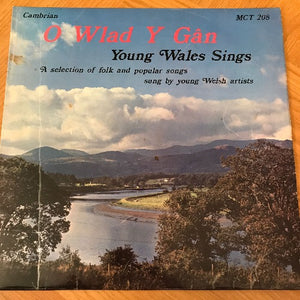 Cambrian MCT 208
O Wlad Y Gân
Young Wales Sings
A selection of folk and popular songs
sung by young Welsh artists